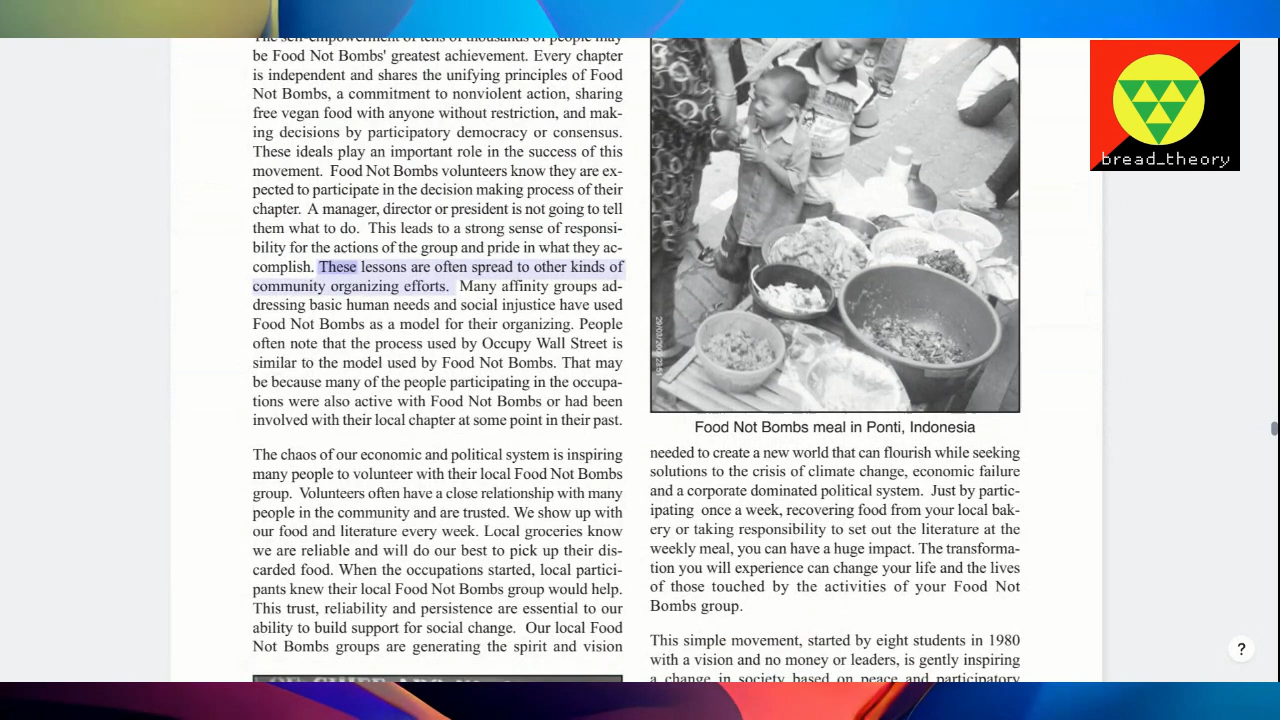 The self-empowerment of tens of thousands of people may
be Food Not Bombs' greatest achievement. Every chapter
is independent and shares the unifying principles of Food
Not Bombs, a commitment to nonviolent action, sharing
free vegan food with anyone without restriction, and mak-
ing decisions by participatory democracy or consensus.
These ideals play an important role in the success of this
movement. Food Not Bombs volunteers know they are ex-
pected to participate in the decision making process of their
chapter. A manager, director or president is not going to tell
them what to do. This leads to a strong sense of responsi-
bility for the actions of the group and pride in what they ac-
complish. These lessons are often spread to other kinds of
community organizing efforts. Many affinity groups ad-
dressing basic human needs and social injustice have used
Food Not Bombs as a model for their organizing. People
often note that the process used by Occupy Wall Street is
similar to the model used by Food Not Bombs. That may
be because many of the people participating in the occupa-
tions were also active with Food Not Bombs or had been
involved with their local chapter at some point in their past.
The chaos of our economic and political system is inspiring
many people to volunteer with their local Food Not Bombs
group. Volunteers often have a close relationship with many
people in the community and are trusted. We show up with
our food and literature every week. Local groceries know
we are reliable and will do our best to pick up their dis-
carded food. When the occupations started, local partici-
pants knew their local Food Not Bombs group would help.
This trust, reliability and persistence are essential to our
ability to build support for social change. Our local Food
Not Bombs groups are generating the spirit and vision
Food Not Bombs meal in Ponti, Indonesia
needed to create a new world that can flourish while seeking
solutions to the crisis of climate change, economic failure
and a corporate dominated political system. Just by partic-
ipating once a week, recovering food from your local bak-
ery or taking responsibility to set out the literature at the
weekly meal, you can have a huge impact. The transforma-
tion you will experience can change your life and the lives
of those touched by the activities of your Food Not
Bombs group.
This simple movement, started by eight students in 1980
with a vision and no money or leaders, is gently inspiring
a change in society based on peace and participatory
bread_theory
?